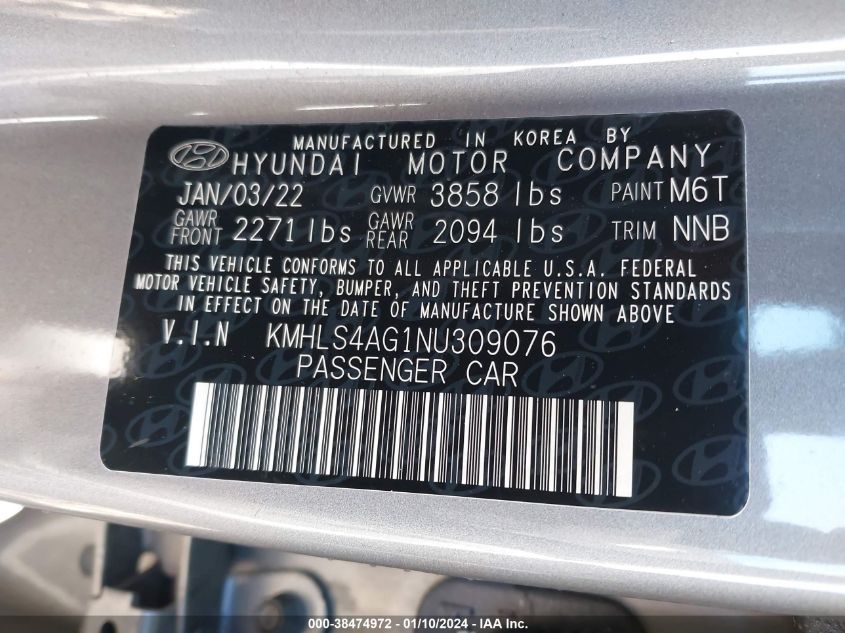 MANUFACTURED IN KOREA BY
HYUNDAI MOTOR COMPANY
JAN/03/22 GVWR 3858 lbs PAINT M6T
GAWR FRONT 2271 lbs GAWR REAR 2094 lbs TRIM NNB
THIS VEHICLE CONFORMS TO ALL APPLICABLE U.S.A. FEDERAL
MOTOR VEHICLE SAFETY, BUMPER, AND THEFT PREVENTION STANDARDS
IN EFFECT ON THE DATE OF MANUFACTURE SHOWN ABOVE
V.I.N KMHLS4AG1NU309076
PASSENGER CAR
000-38474972 - 01/10/2024 - IAA Inc.